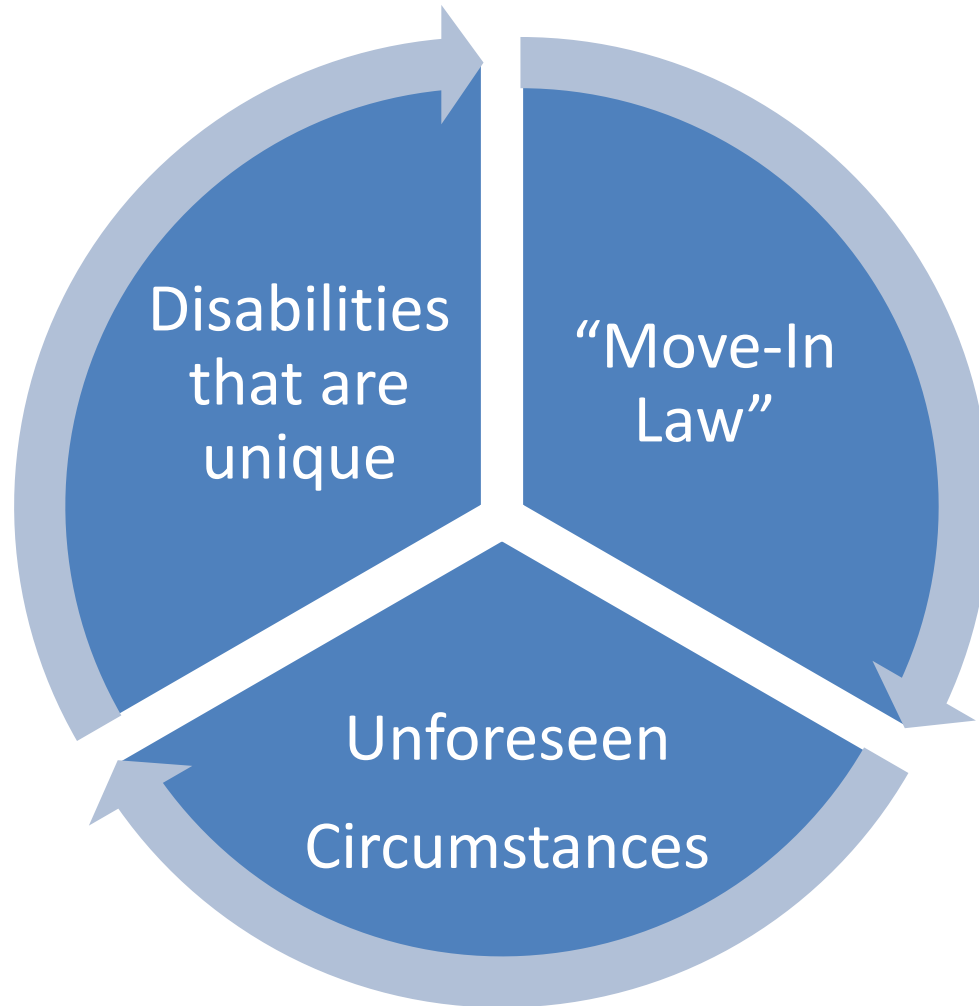 Disabilities
that are
unique
“Move-In
Law”
Unforeseen
Circumstances